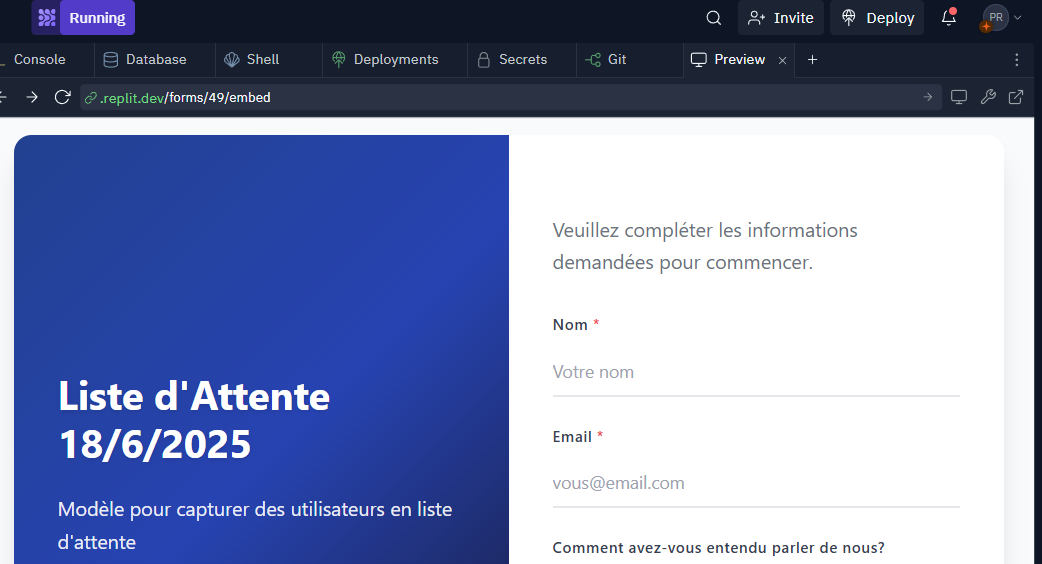 Running
Invite
Deploy
PR
Console
Database
Shell
Deployments
Secrets
Git
Preview
.replit.dev/forms/49/embed
Liste d'Attente
18/6/2025
Modèle pour capturer des utilisateurs en liste
d'attente
Veuillez compléter les informations
demandées pour commencer.
Nom *
Votre nom
Email *
vous@email.com
Comment avez-vous entendu parler de nous?